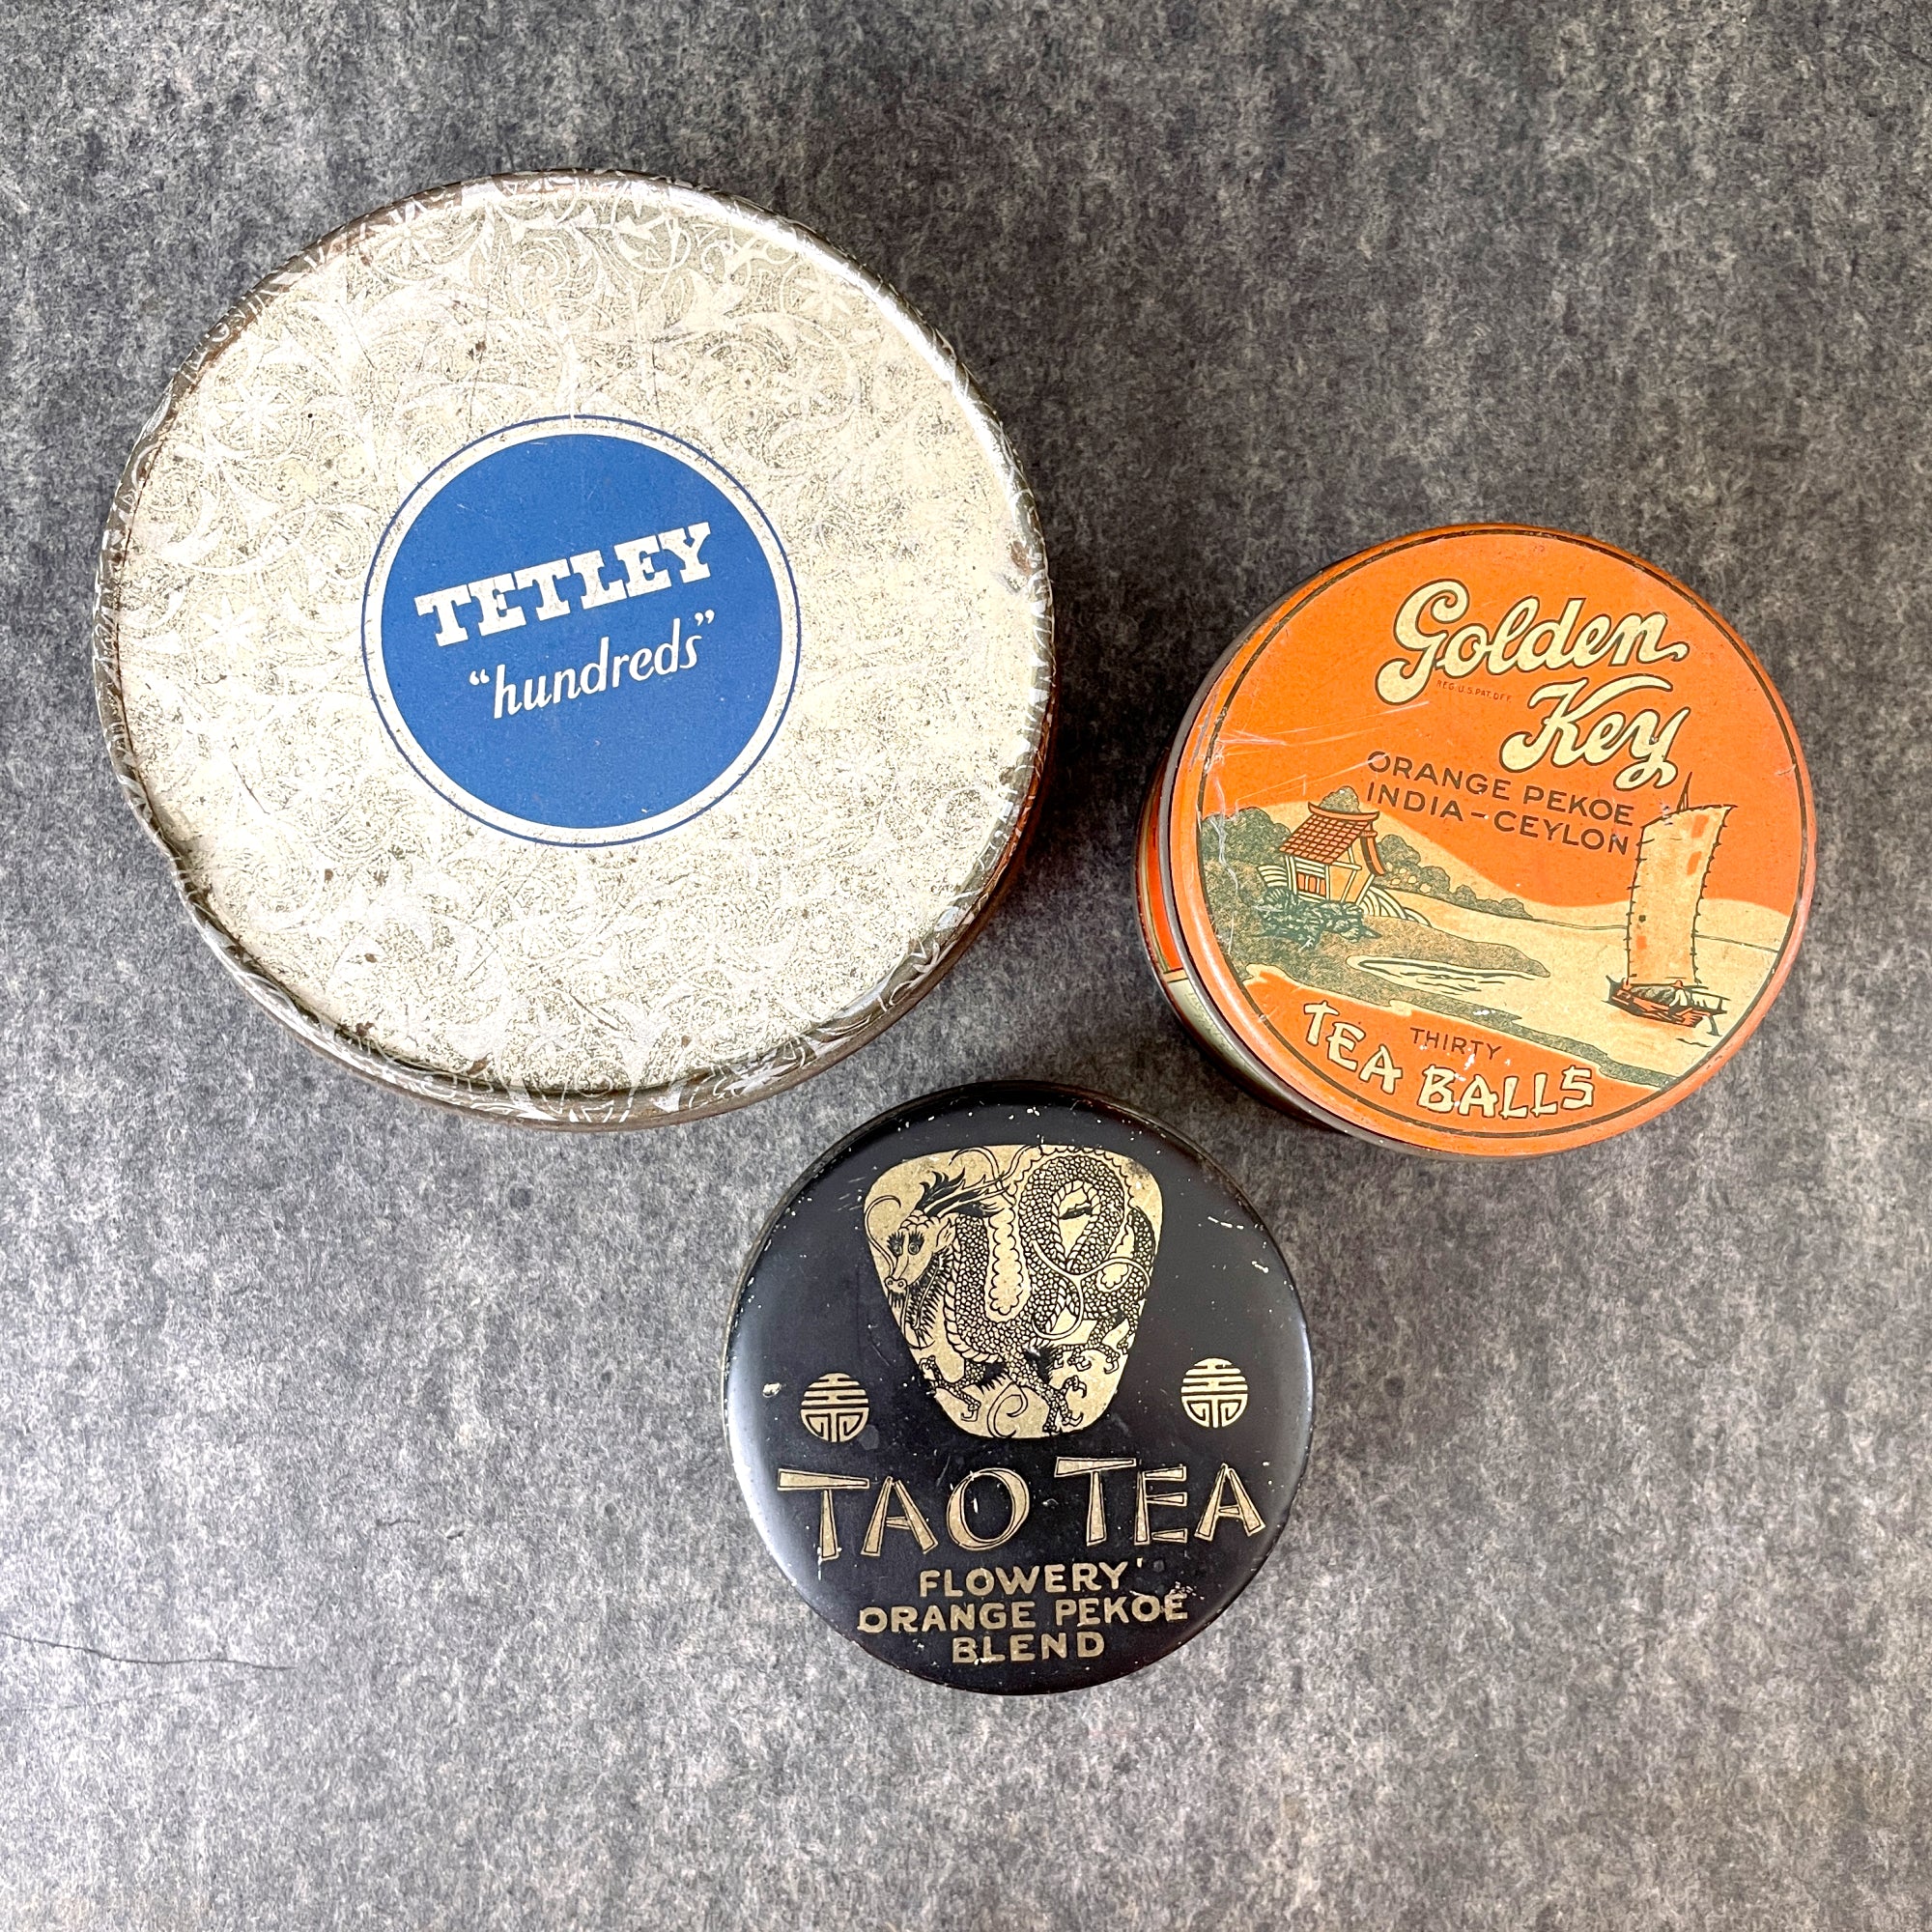 TETLEY
"hundreds"
Golden
Key
REG. U.S. PAT. OFF.
ORANGE PEKOE
INDIA-CEYLON
THIRTY
TEA BALLS
TAO TEA
FLOWERY
ORANGE PEKOE
BLEND